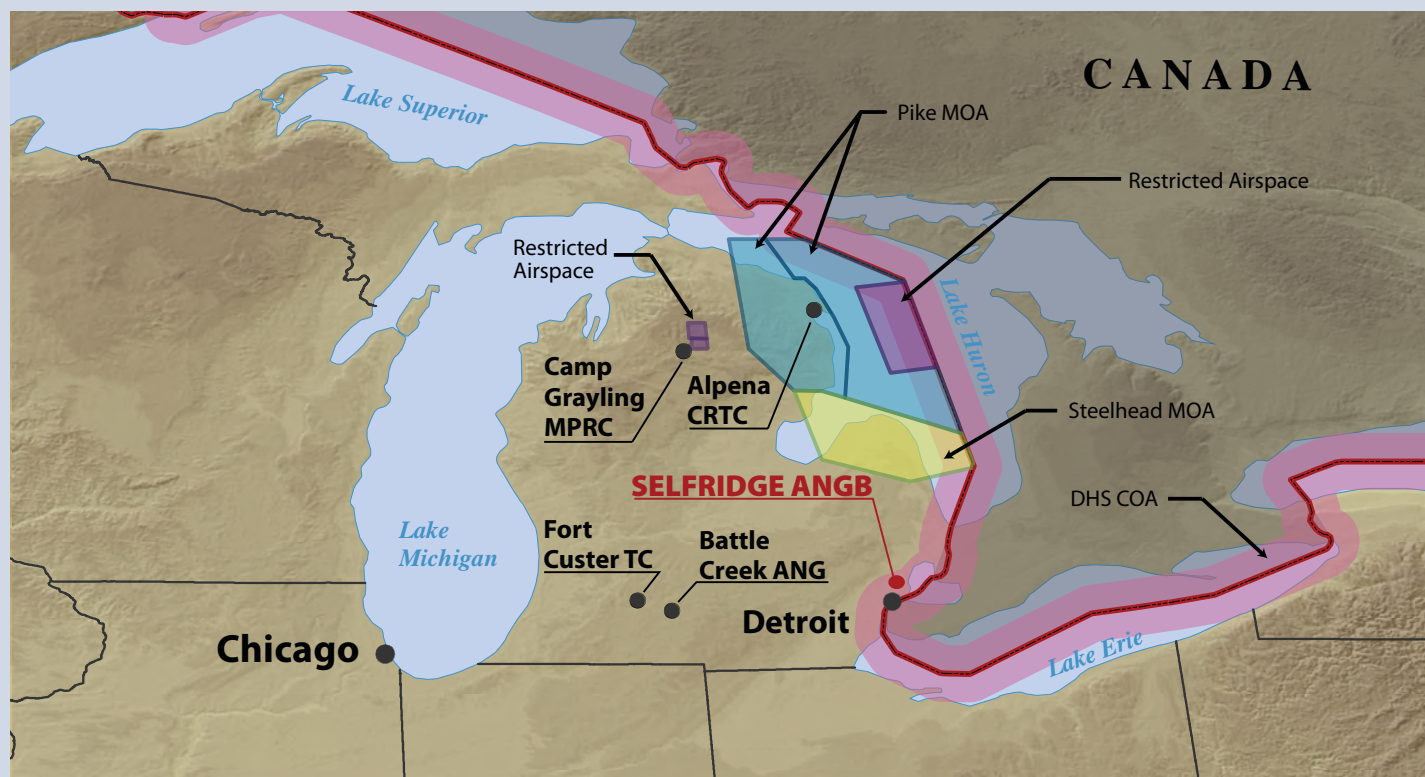 CANADA
Lake Superior
Pike MOA
Restricted Airspace
Restricted
Airspace
Lake Huron
Camp
Grayling
MPRC
Alpena
CRTC
Steelhead MOA
SELFRIDGE ANGB
DHS COA
Lake
Michigan
Fort
Custer TC
Battle
Creek ANG
Detroit
Chicago
Lake Erie